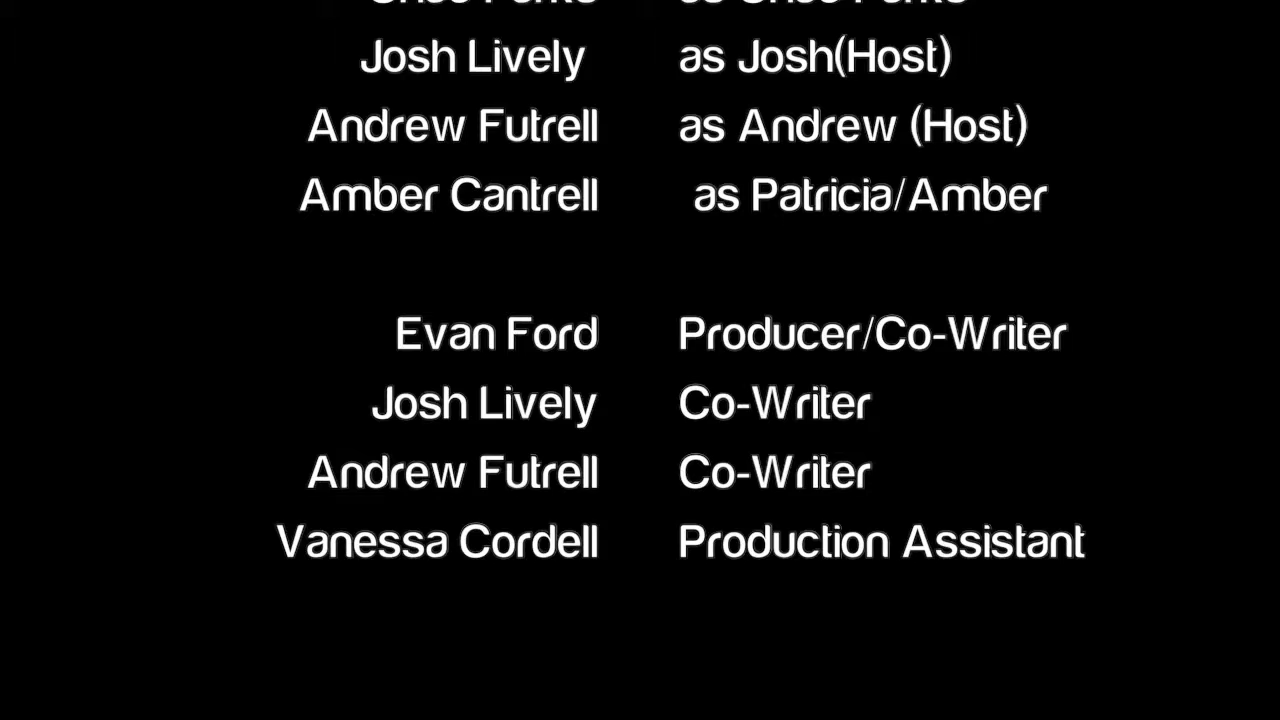 Josh Lively as Josh(Host)
Andrew Futrell as Andrew (Host)
Amber Cantrell as Patricia/Amber
Evan Ford Producer/Co-Writer
Josh Lively Co-Writer
Andrew Futrell Co-Writer
Vanessa Cordell Production Assistant